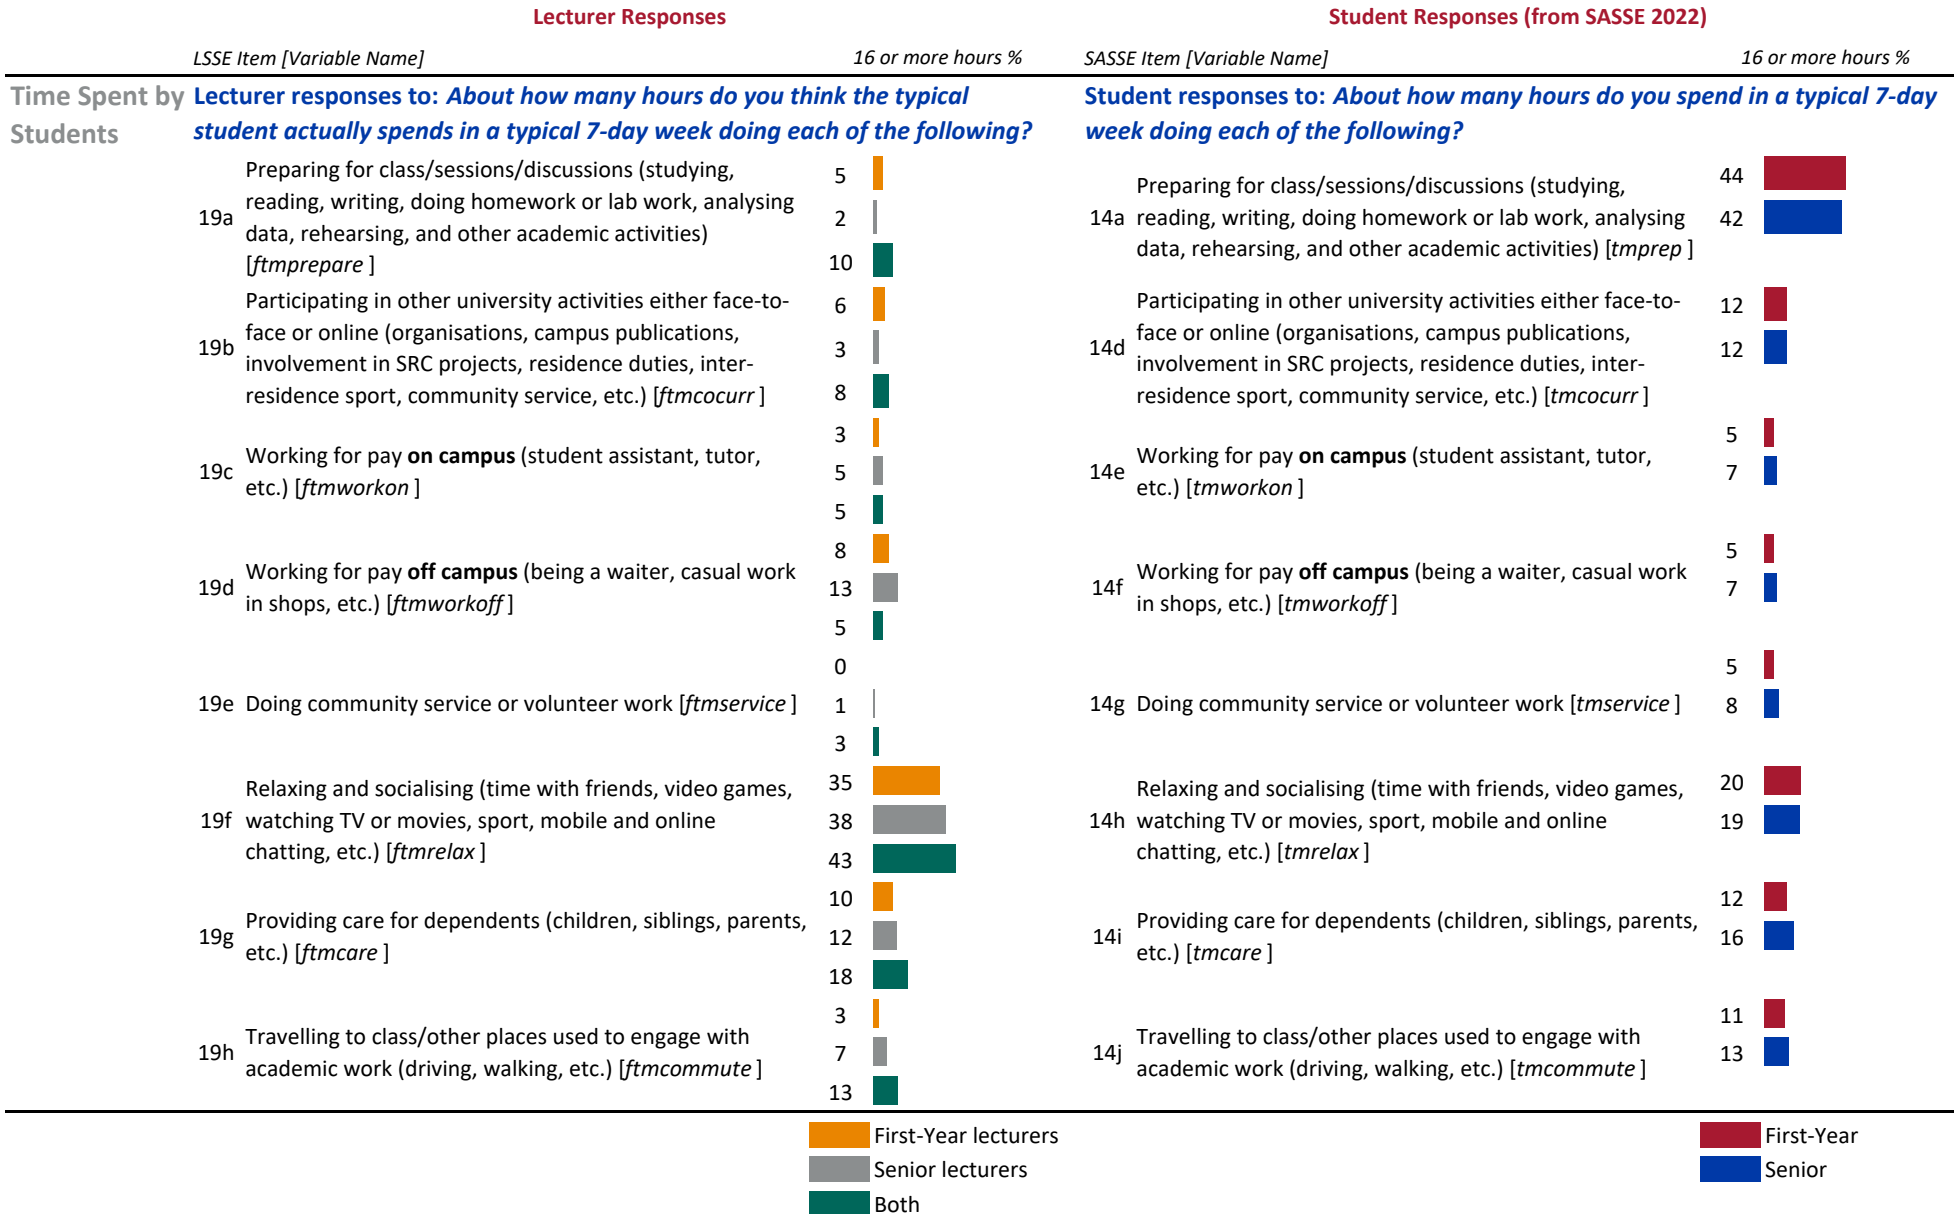 Lecturer Responses
Student Responses (from SASSE 2022)
LSSE Item [Variable Name]
16 or more hours %
SASSE Item [Variable Name]
16 or more hours %
Time Spent by
Students
Lecturer responses to: About how many hours do you think the typical
student actually spends in a typical 7-day week doing each of the following?
Student responses to: About how many hours do you spend in a typical 7-day
week doing each of the following?
19a
Preparing for class/sessions/discussions (studying,
reading, writing, doing homework or lab work, analysing
data, rehearsing, and other academic activities)
[ftmprepare ]
5
2
10
14a
Preparing for class/sessions/discussions (studying,
reading, writing, doing homework or lab work, analysing
data, rehearsing, and other academic activities) [tmprep ]
44
42
19b
Participating in other university activities either face-to-
face or online (organisations, campus publications,
involvement in SRC projects, residence duties, inter-
residence sport, community service, etc.) [ftmcocurr ]
6
3
8
14d
Participating in other university activities either face-to-
face or online (organisations, campus publications,
involvement in SRC projects, residence duties, inter-
residence sport, community service, etc.) [tmcocurr ]
12
12
19c
Working for pay on campus (student assistant, tutor,
etc.) [ftmworkon ]
3
5
5
14e
Working for pay on campus (student assistant, tutor,
etc.) [tmworkon ]
5
7
19d
Working for pay off campus (being a waiter, casual work
in shops, etc.) [ftmworkoff ]
8
13
5
14f
Working for pay off campus (being a waiter, casual work
in shops, etc.) [tmworkoff ]
5
7
19e
Doing community service or volunteer work [ftmservice ]
0
1
3
14g
Doing community service or volunteer work [tmservice ]
5
8
19f
Relaxing and socialising (time with friends, video games,
watching TV or movies, sport, mobile and online
chatting, etc.) [ftmrelax ]
35
38
43
14h
Relaxing and socialising (time with friends, video games,
watching TV or movies, sport, mobile and online
chatting, etc.) [tmrelax ]
20
19
19g
Providing care for dependents (children, siblings, parents,
etc.) [ftmcare ]
10
12
18
14i
Providing care for dependents (children, siblings, parents,
etc.) [tmcare ]
12
16
19h
Travelling to class/other places used to engage with
academic work (driving, walking, etc.) [ftmcommute ]
3
7
13
14j
Travelling to class/other places used to engage with
academic work (driving, walking, etc.) [tmcommute ]
11
13
First-Year lecturers
Senior lecturers
Both
First-Year
Senior